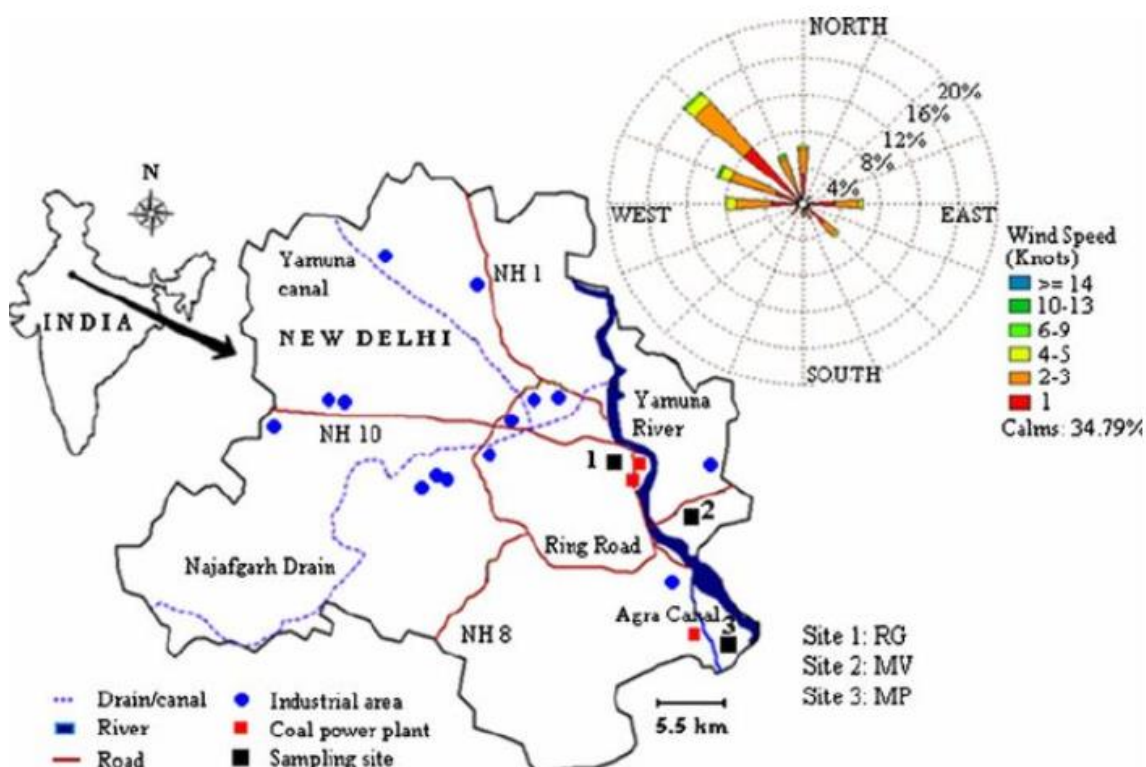 NORTH
20%
16%
12%
8%
4%
WEST
EAST
SOUTH
Wind Speed
(Knots)
>= 14
10-13
6-9
4-5
2-3
1
Calms: 34.79%
N
INDIA
Yamuna
canal
NH 1
NEW DELHI
NH 10
Yamuna
River
1
2
Ring Road
Najafgarh Drain
NH 8
Agra Canal
3
Site 1: RG
Site 2: MV
Site 3: MP
5.5 km
Drain/canal
River
Road
Industrial area
Coal power plant
Sampling site